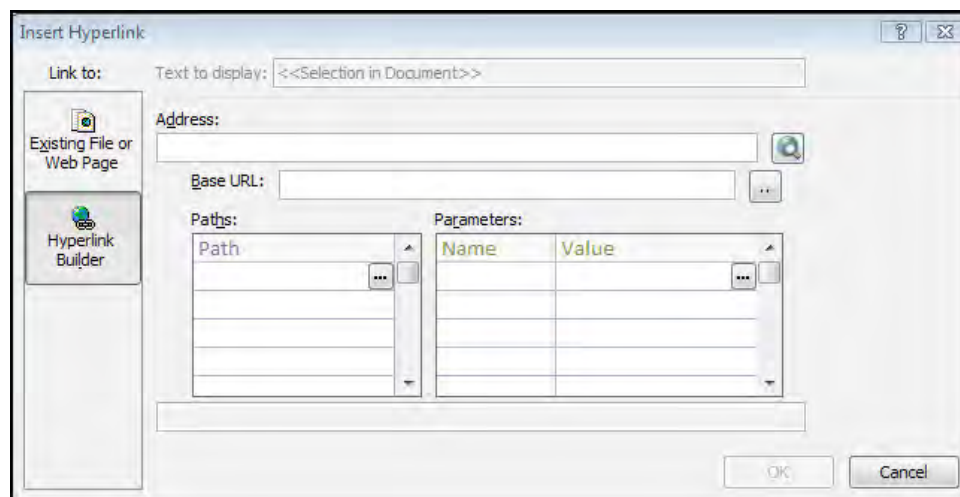 Insert Hyperlink
Link to:
Text to display: <<Selection in Document>>
Existing File or
Web Page
Hyperlink
Builder
Address:
Base URL:
..
Paths:
Parameters:
Path
Name Value
...
...
OK
Cancel